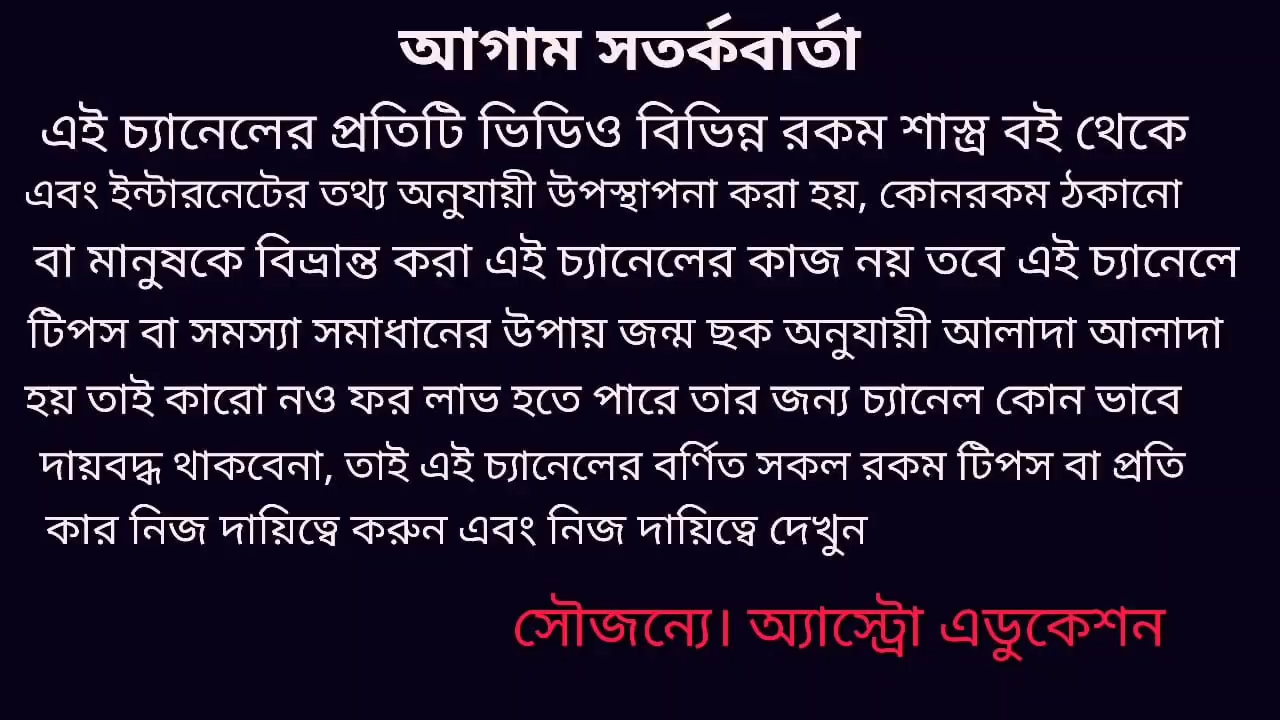 আগাম সতর্কবার্তা
এই চ্যানেলের প্রতিটি ভিডিও বিভিন্ন রকম শাস্ত্র বই থেকে
এবং ইন্টারনেটের তথ্য অনুযায়ী উপস্থাপনা করা হয়, কোনরকম ঠকানো
বা মানুষকে বিভ্রান্ত করা এই চ্যানেলের কাজ নয় তবে এই চ্যানেলে
টিপস বা সমস্যা সমাধানের উপায় জন্ম ছক অনুযায়ী আলাদা আলাদা
হয় তাই কারো নও ফর লাভ হতে পারে তার জন্য চ্যানেল কোন ভাবে
দায়বদ্ধ থাকবেনা, তাই এই চ্যানেলের বর্ণিত সকল রকম টিপস বা প্রতি
কার নিজ দায়িত্বে করুন এবং নিজ দায়িত্বে দেখুন
সৌজন্যে। অ্যাস্ট্রো এডুকেশন